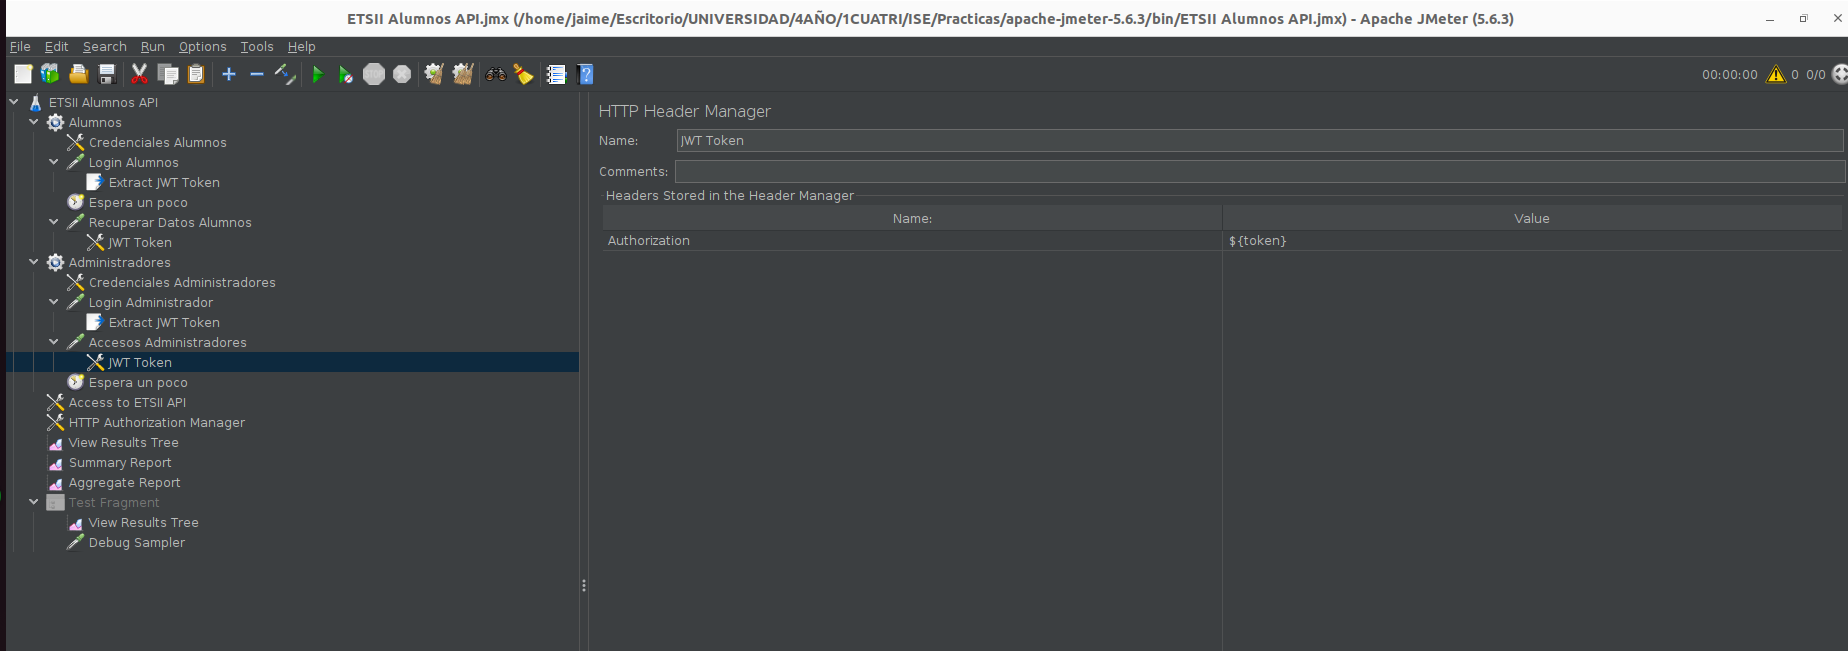 ETSII Alumnos API.jmx (/home/jaime/Escritorio/UNIVERSIDAD/4AÑO/1CUATRI/ISE/Practicas/apache-jmeter-5.6.3/bin/ETSII Alumnos API.jmx) - Apache JMeter (5.6.3)
File Edit Search Run Options Tools Help
00:00:00 0 0/0
ETSII Alumnos API
Alumnos
Credenciales Alumnos
Login Alumnos
Extract JWT Token
Espera un poco
Recuperar Datos Alumnos
JWT Token
Administradores
Credenciales Administradores
Login Administrador
Extract JWT Token
Accesos Administradores
JWT Token
Espera un poco
Access to ETSII API
HTTP Authorization Manager
View Results Tree
Summary Report
Aggregate Report
Test Fragment
View Results Tree
Debug Sampler
HTTP Header Manager
Name: JWT Token
Comments:
Headers Stored in the Header Manager
Name: Value
Authorization ${token}